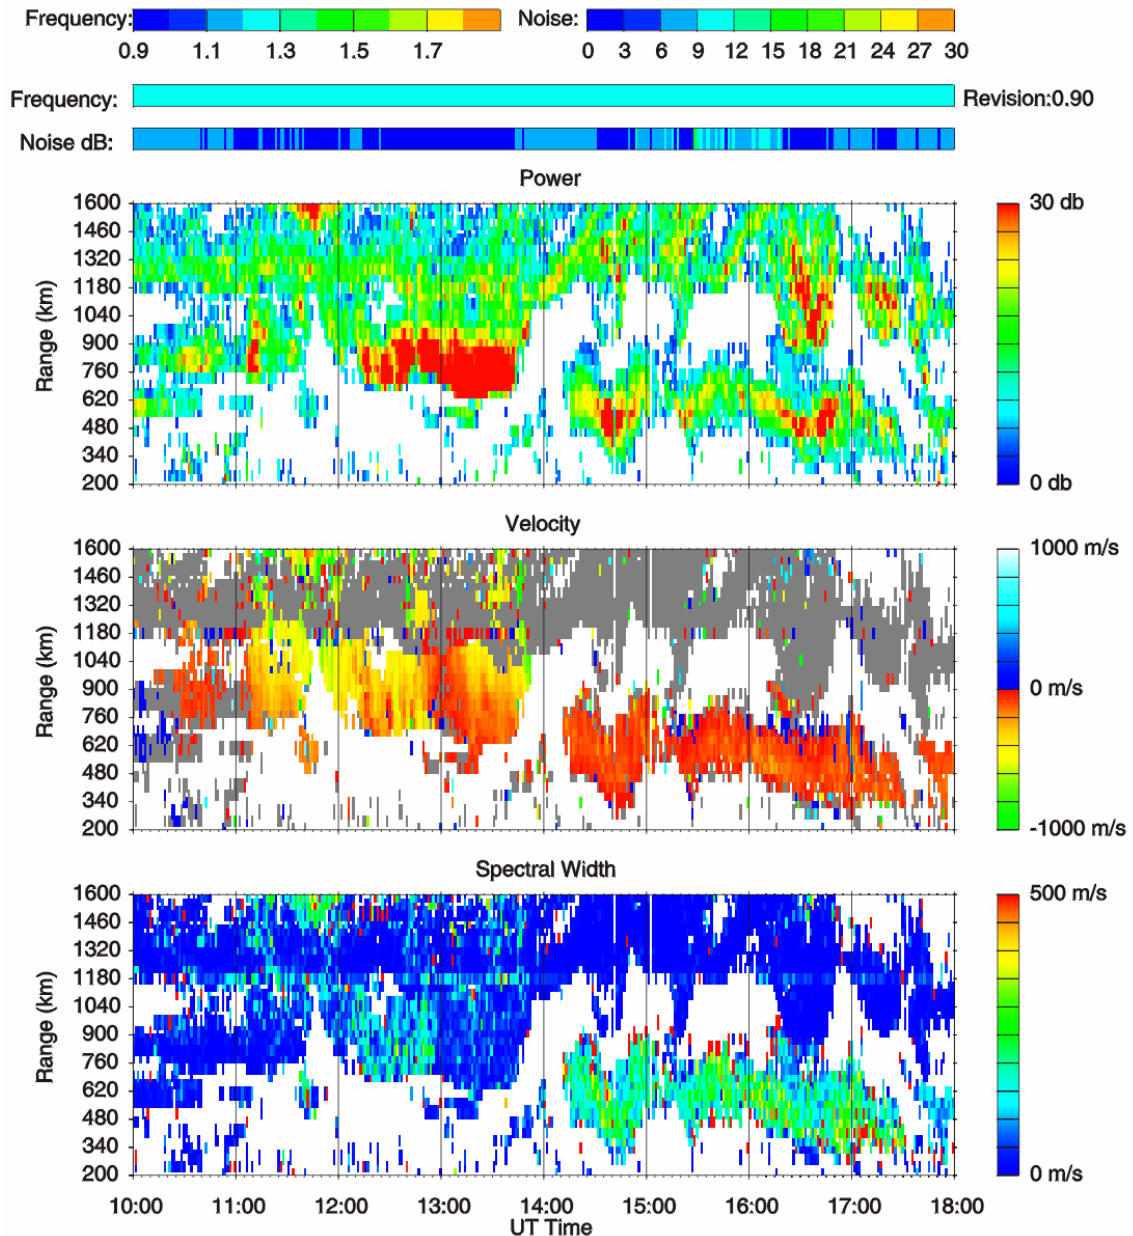 Frequency: Noise:
0.9 1.1 1.3 1.5 1.7 0 3 6 9 12 15 18 21 24 27 30
Frequency: Revision:0.90
Noise dB:
Power
1600 30 db
1460
1320
1180
1040
900
760
620
480
340
200 0 db
Range (km)
Velocity
1600 1000 m/s
1460
1320
1180
1040
900 0 m/s
760
620
480
340
200 -1000 m/s
Range (km)
Spectral Width
1600 500 m/s
1460
1320
1180
1040
900
760
620
480
340
200 0 m/s
Range (km)
10:00 11:00 12:00 13:00 14:00 15:00 16:00 17:00 18:00
UT Time